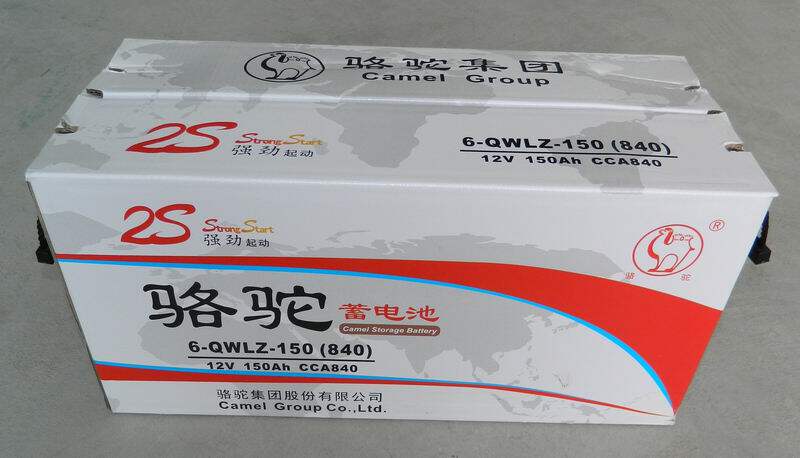 骆驼集团
Camel Group
2S Strong Start
强劲起动
6-QWLZ-150 (840)
12V 150Ah CCA840
2S Strong Start
强劲起动
®
骆驼
骆驼 蓄电池
Camel Storage Battery
6-QWLZ-150 (840)
12V 150Ah CCA840
骆驼集团股份有限公司
Camel Group Co.,Ltd.